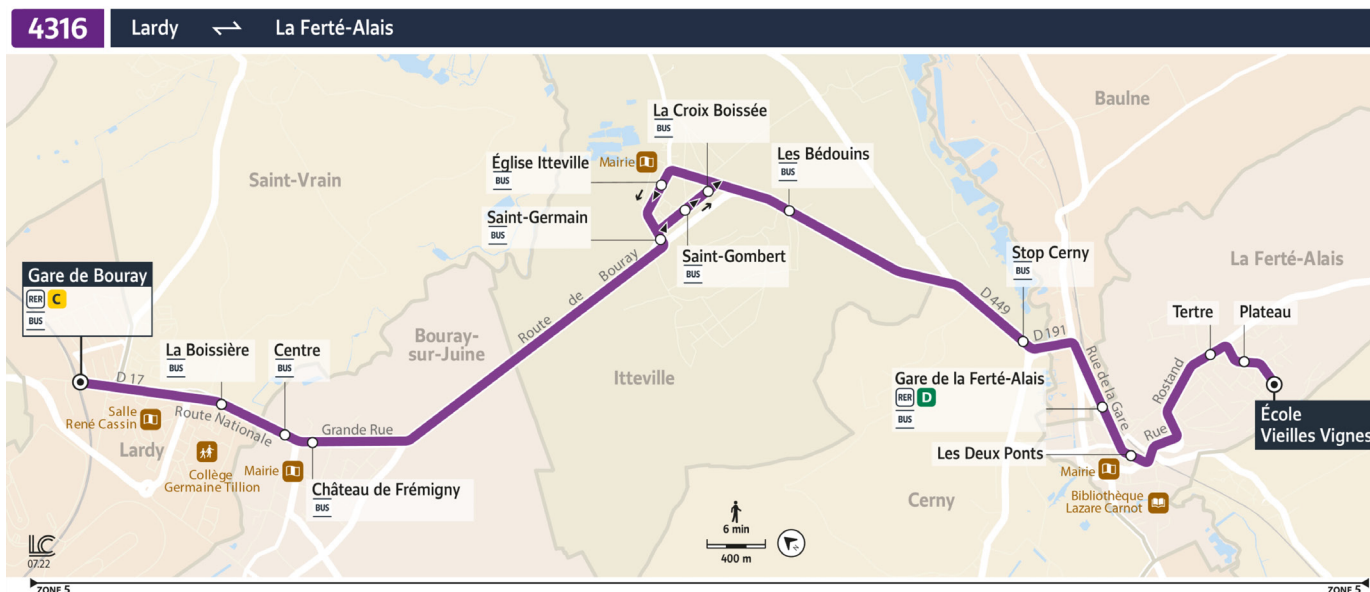 4316 Lardy La Ferté-Alais
Baulne
La Croix Boissée
BUS
Les Bédouins
BUS
Église Itteville
BUS
Mairie
Saint-Vrain
Saint-Germain
BUS
Saint-Gombert
BUS
Stop Cerny
BUS
La Ferté-Alais
Gare de Bouray
RER C
BUS
Route de Bouray
D 449
Tertre
Plateau
La Boissière
BUS
Centre
BUS
Bouray-
sur-Juine
D 191
D 17
Itteville
Gare de la Ferté-Alais
RER D
BUS
Rue de la Gare
Rue Rostand
École
Vieilles Vignes
Salle
René Cassin
Route Nationale
Grande Rue
Lardy
Les Deux Ponts
Collège
Germaine Tillion
Mairie
Château de Frémigny
BUS
Mairie
Bibliothèque
Lazare Carnot
Cerny
6 min
400 m
N
LC
07.22
ZONE 5
ZONE 5